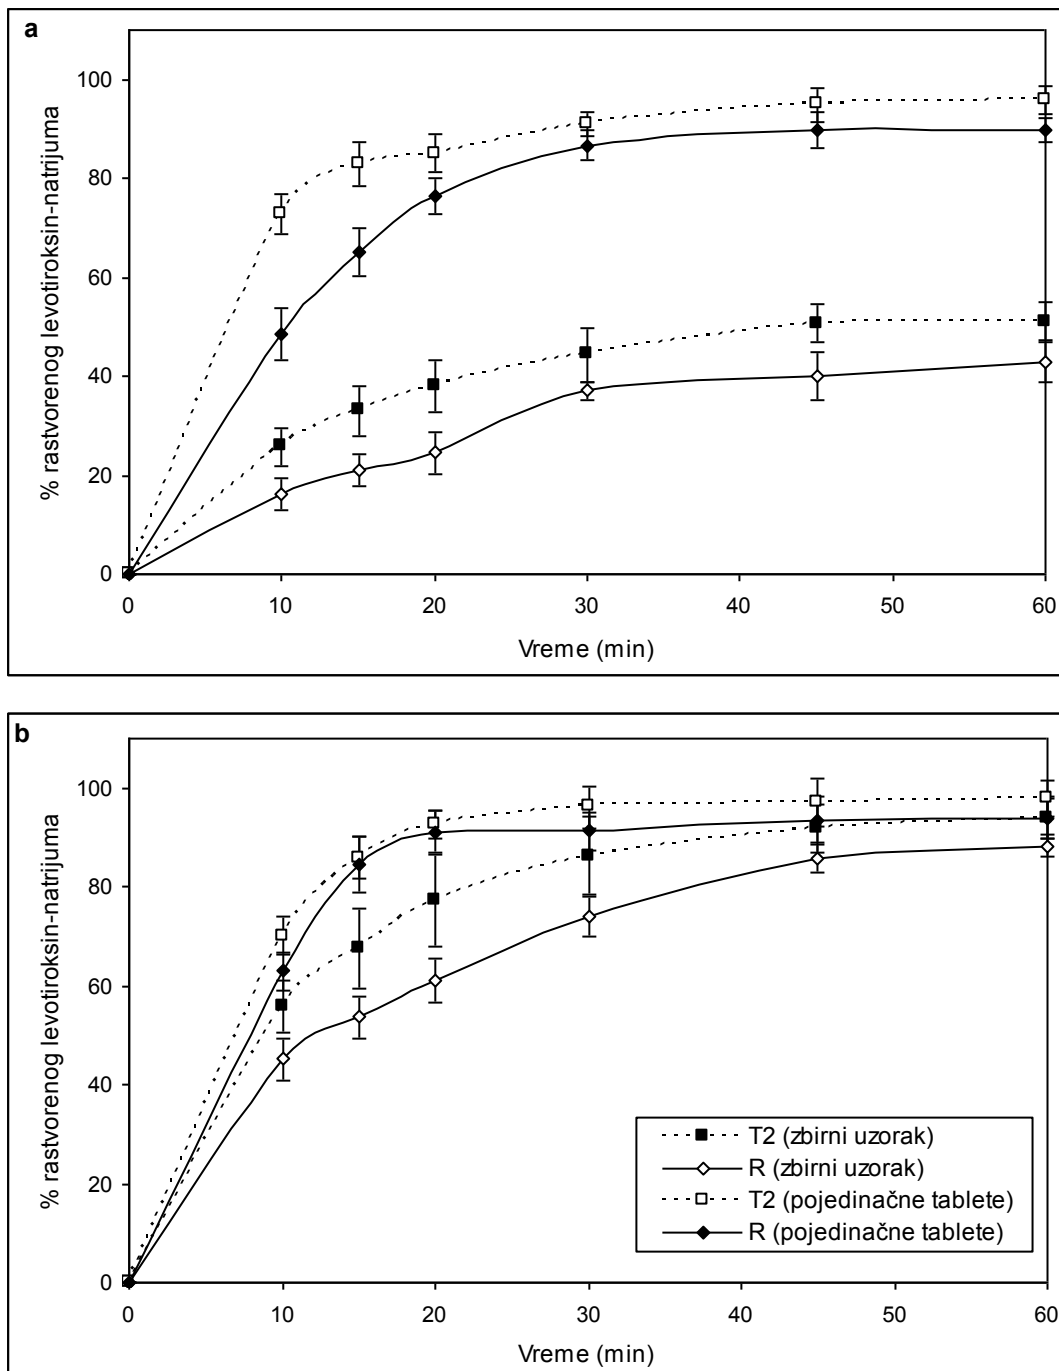 a
% rastvorenog levotiroksin-natrijuma
100
80
60
40
20
0
0 10 20 30 40 50 60
Vreme (min)
b
% rastvorenog levotiroksin-natrijuma
100
80
60
40
20
0
T2 (zbirni uzorak)
R (zbirni uzorak)
T2 (pojedinačne tablete)
R (pojedinačne tablete)
0 10 20 30 40 50 60
Vreme (min)